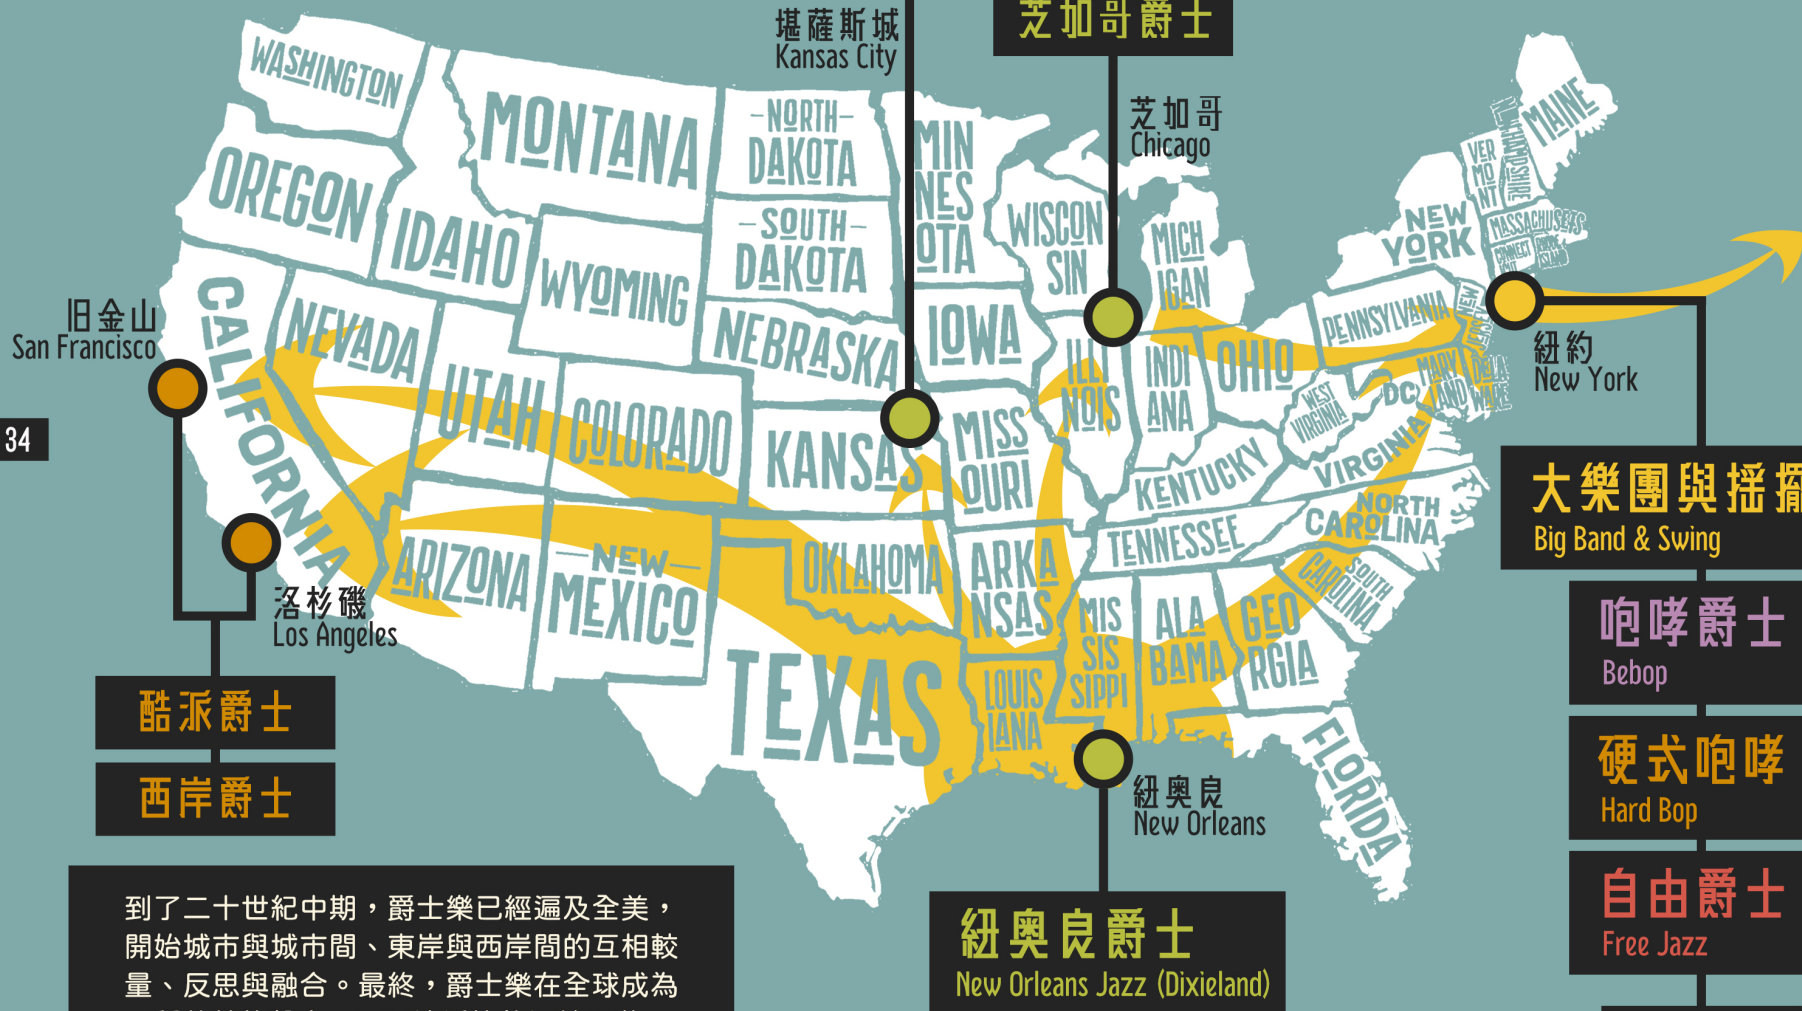 堪薩斯城
Kansas City
芝加哥爵士
芝加哥
Chicago
WASHINGTON
MONTANA
-NORTH-
DAKOTA
MIN
NES
OTA
MAINE
VER
MO
NT
OREGON
IDAHO
WYOMING
-SOUTH-
DAKOTA
WISCON
SIN
MICH
IGAN
NEW
YORK
MASSACHUSETS
CONNECT
CALIFORNIA
NEVADA
NEBRASKA
IOWA
PENNSYLVANIA
NEW
旧金山
San Francisco
紐約
New York
UTAH
COLORADO
KANSAS
MISS
OURI
ILLI
NOIS
INDI
ANA
OHIO
WEST
VIRGINIA
DC
MARY
LAND
DELA
WARE
34
KENTUCKY
VIRGINIA
大樂團與搖擺
Big Band & Swing
ARIZONA
-NEW-
MEXICO
OKLAHOMA
ARKA
NSAS
TENNESSEE
NORTH
CAROLINA
SOUTH
CAROLINA
洛杉磯
Los Angeles
TEXAS
LOUIS
IANA
MIS
SIS
SIPPI
ALA
BAMA
GEO
RGIA
FLORIDA
咆哮爵士
Bebop
酷派爵士
西岸爵士
紐奧良
New Orleans
硬式咆哮
Hard Bop
紐奧良爵士
New Orleans Jazz (Dixieland)
自由爵士
Free Jazz
到了二十世紀中期，爵士樂已經遍及全美，
開始城市與城市間、東岸與西岸間的互相較
量、反思與融合。最終，爵士樂在全球成為